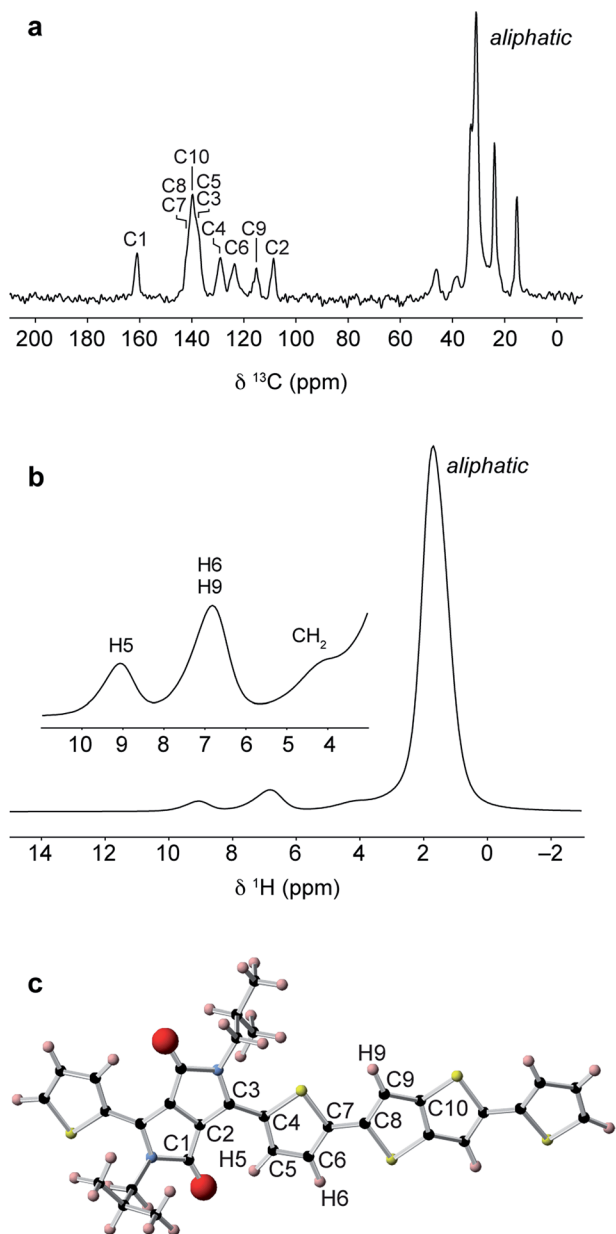 a
aliphatic
C10
C8 C5
C7 C3
C4
C6
C9
C2
C1
200 180 160 140 120 100 80 60 40 20 0
δ ¹³C (ppm)
b
aliphatic
H6
H9
H5
CH₂
10 9 8 7 6 5 4
14 12 10 8 6 4 2 0 −2
δ ¹H (ppm)
c
H9
C9
C3
C10
C4
C7
C8
C1
C2
H5
C5
C6
H6